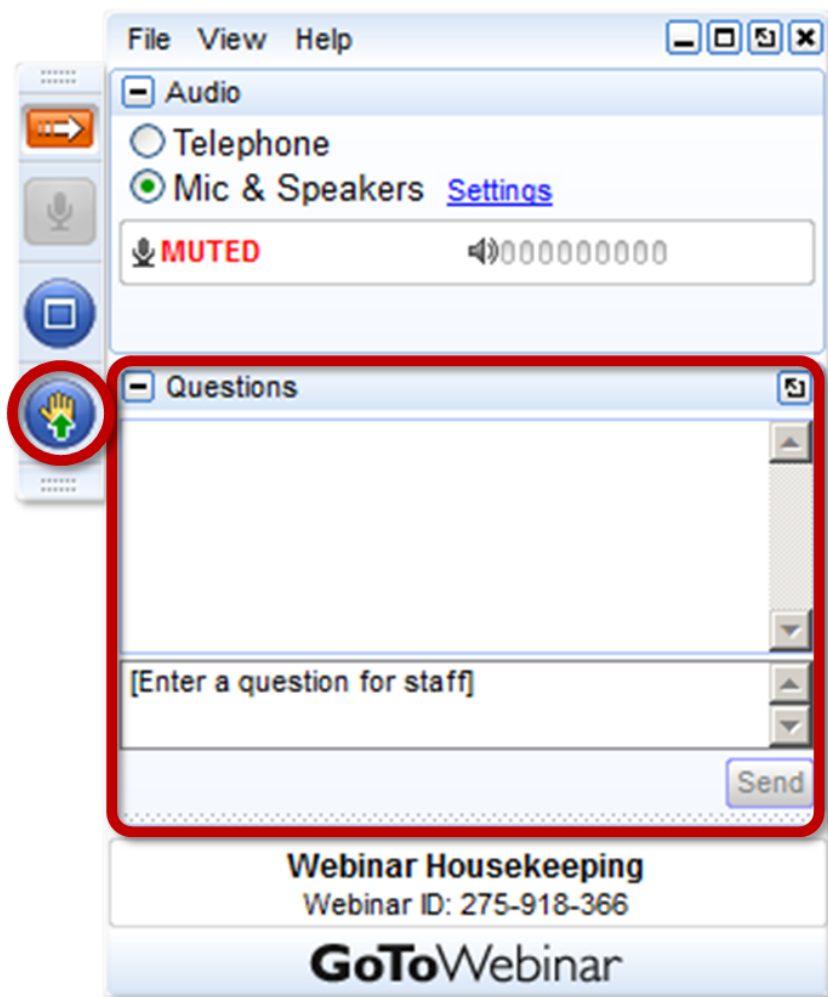 File View Help
Audio
Telephone
Mic & Speakers Settings
MUTED
Questions
[Enter a question for staff]
Send
Webinar Housekeeping
Webinar ID: 275-918-366
GoToWebinar